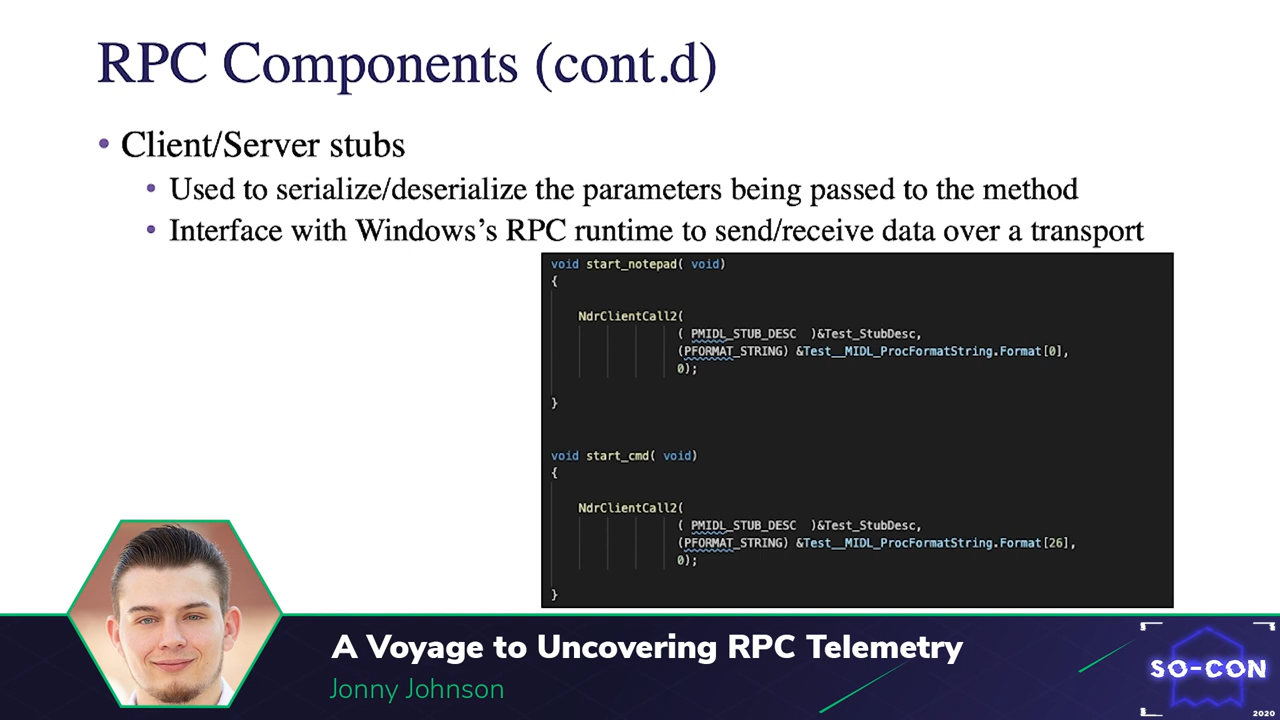 RPC Components (cont.d)
• Client/Server stubs
• Used to serialize/deserialize the parameters being passed to the method
• Interface with Windows’s RPC runtime to send/receive data over a transport
void start_notepad( void)
{
NdrClientCall2(
( PMIDL_STUB_DESC  )&Test_StubDesc,
(PFORMAT_STRING) &Test__MIDL_ProcFormatString.Format[0],
0);
}
void start_cmd( void)
{
NdrClientCall2(
( PMIDL_STUB_DESC  )&Test_StubDesc,
(PFORMAT_STRING) &Test__MIDL_ProcFormatString.Format[26],
0);
}
A Voyage to Uncovering RPC Telemetry
Jonny Johnson
SO-CON
2020